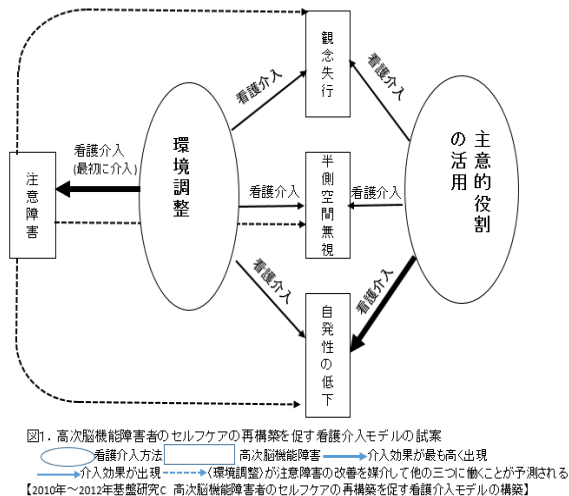 観念失行
看護介入
看護介入
環境調整
主意的役割の活用
看護介入
(最初に介入)
注意障害
半側空間無視
看護介入
看護介入
看護介入
看護介入
自発性の低下
図1. 高次脳機能障害者のセルフケアの再構築を促す看護介入モデルの試案
看護介入方法 高次脳機能障害 介入効果が最も高く出現
介入効果が出現 〈環境調整〉が注意障害の改善を媒介して他の三つに働くことが予測される
【2010年～2012年基盤研究C 高次脳機能障害者のセルフケアの再構築を促す看護介入モデルの構築】